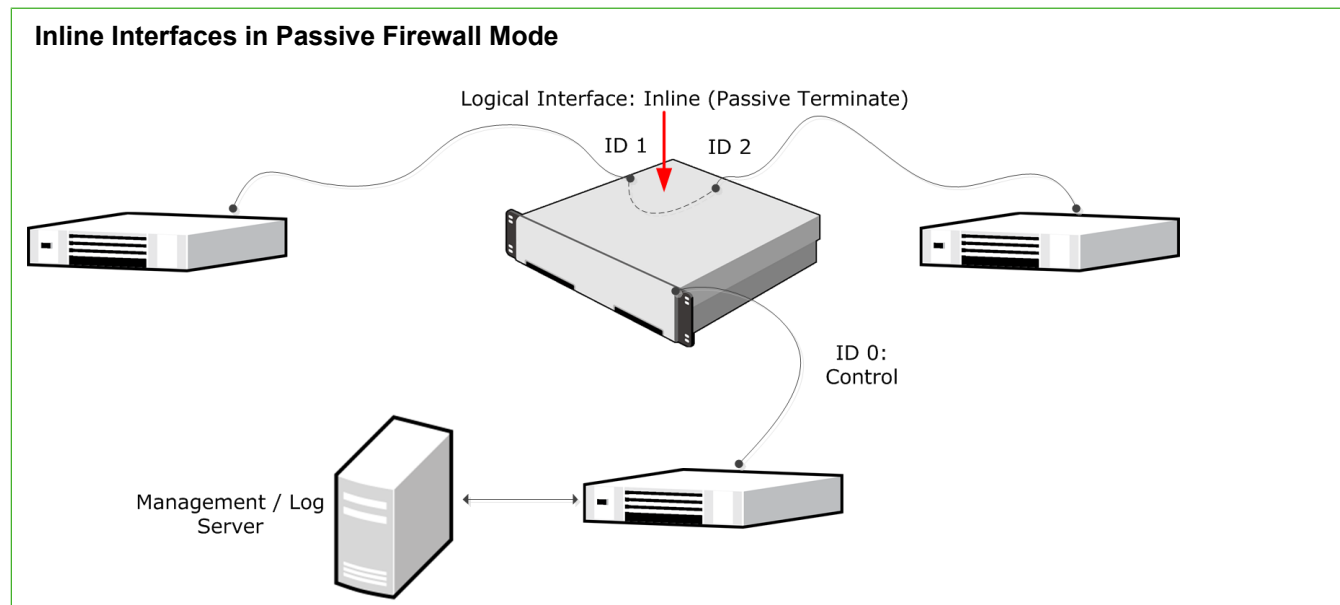 Inline Interfaces in Passive Firewall Mode
Logical Interface: Inline (Passive Terminate)
ID 1
ID 2
ID 0:
Control
Management / Log
Server